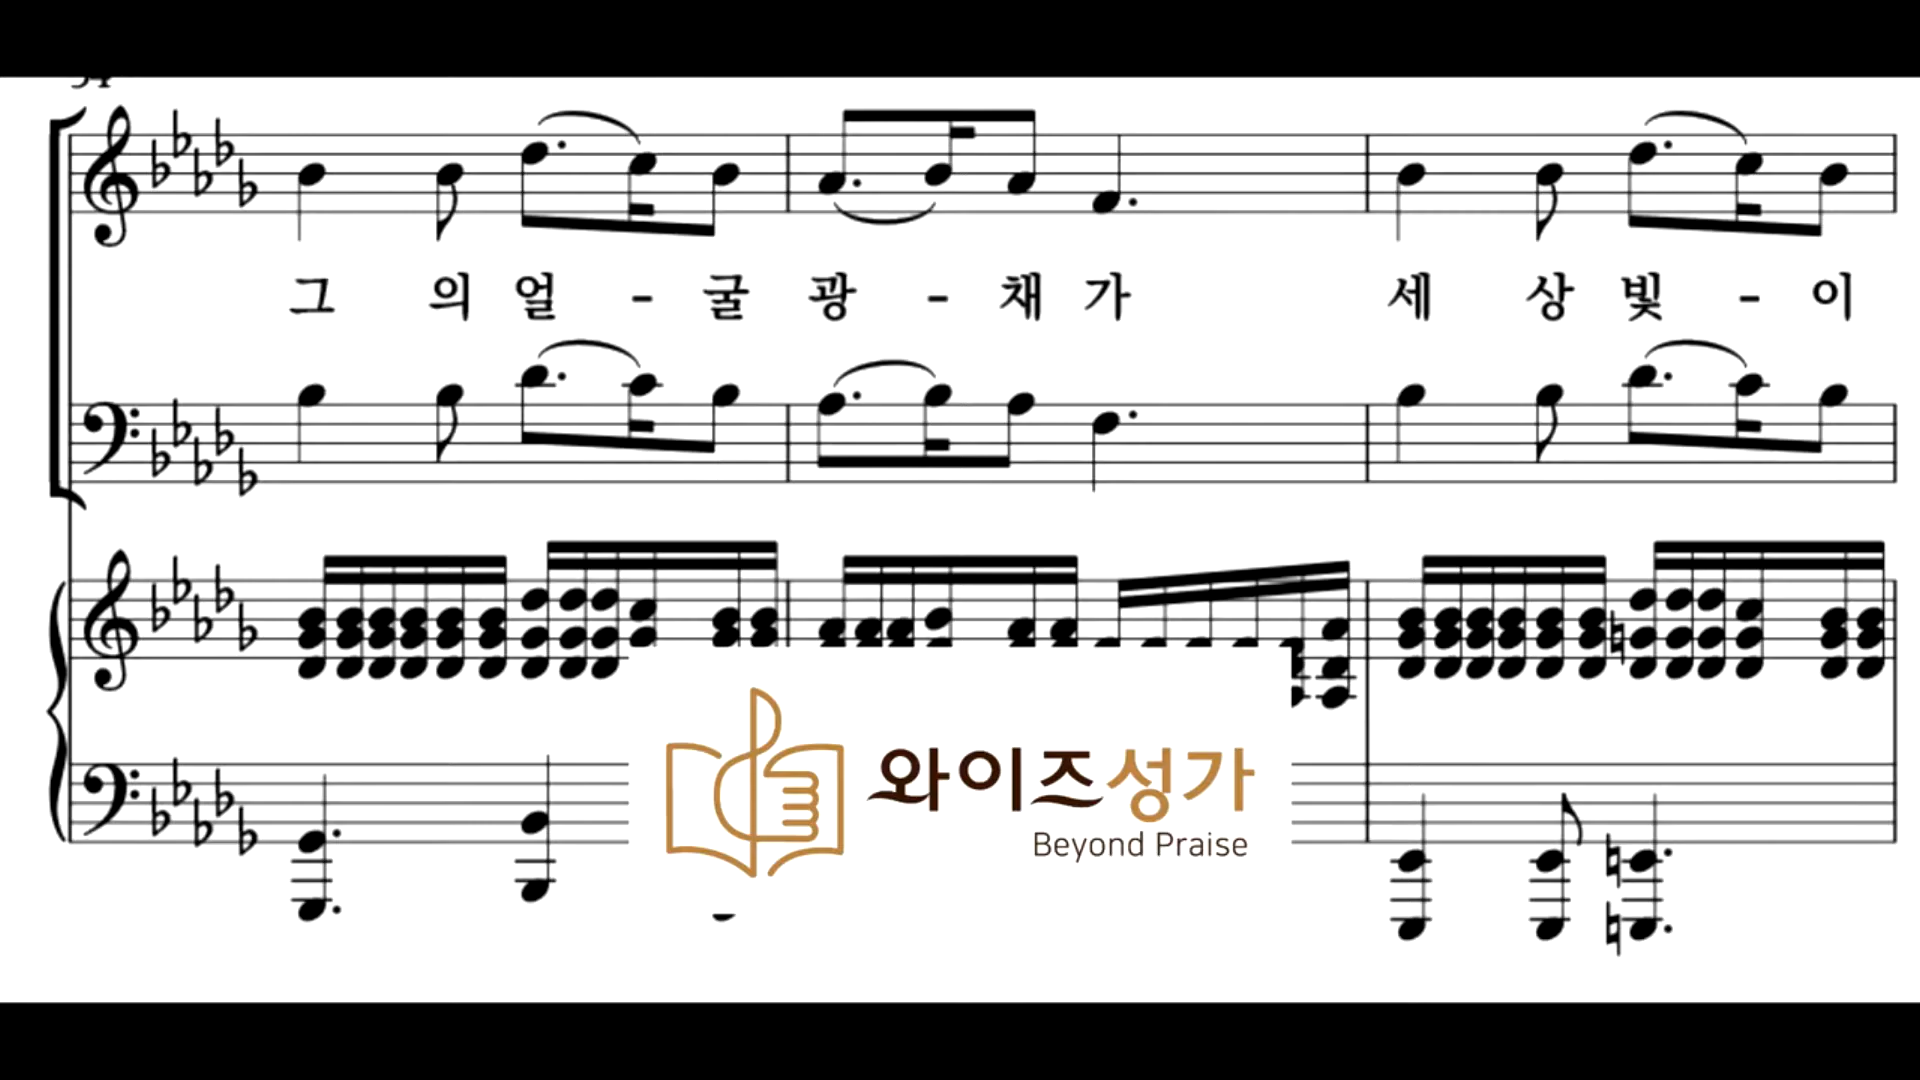 그 의 얼 - 굴 광 - 채 가 세 상 빛 - 이
와이즈성가
Beyond Praise